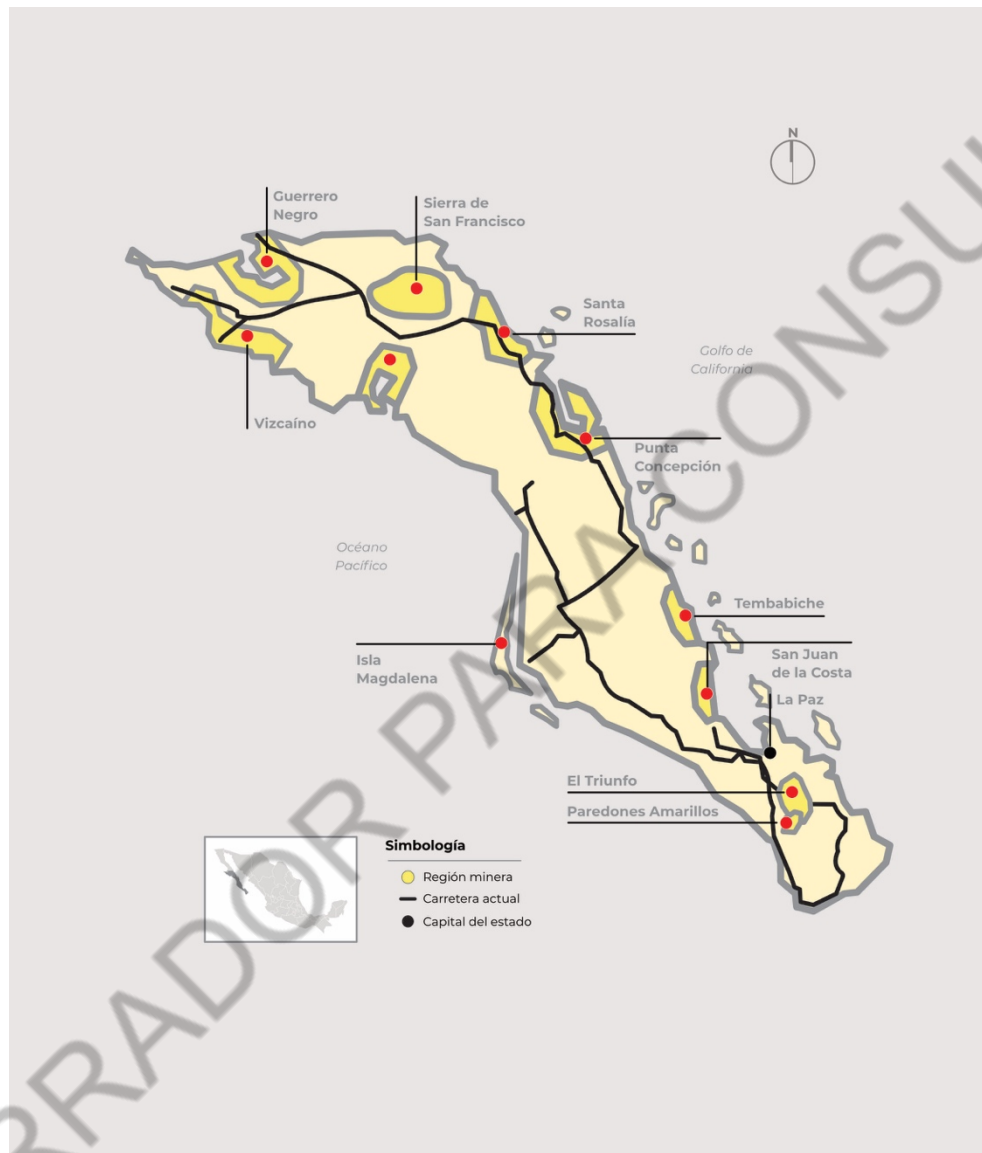 N
Guerrero
Negro
Sierra de
San Francisco
Santa
Rosalía
Golfo de
California
Vizcaíno
Punta
Concepción
Océano
Pacífico
Tembabiche
Isla
Magdalena
San Juan
de la Costa
La Paz
El Triunfo
Paredones Amarillos
Simbología
Región minera
Carretera actual
Capital del estado
RRADOR PARA CONSU